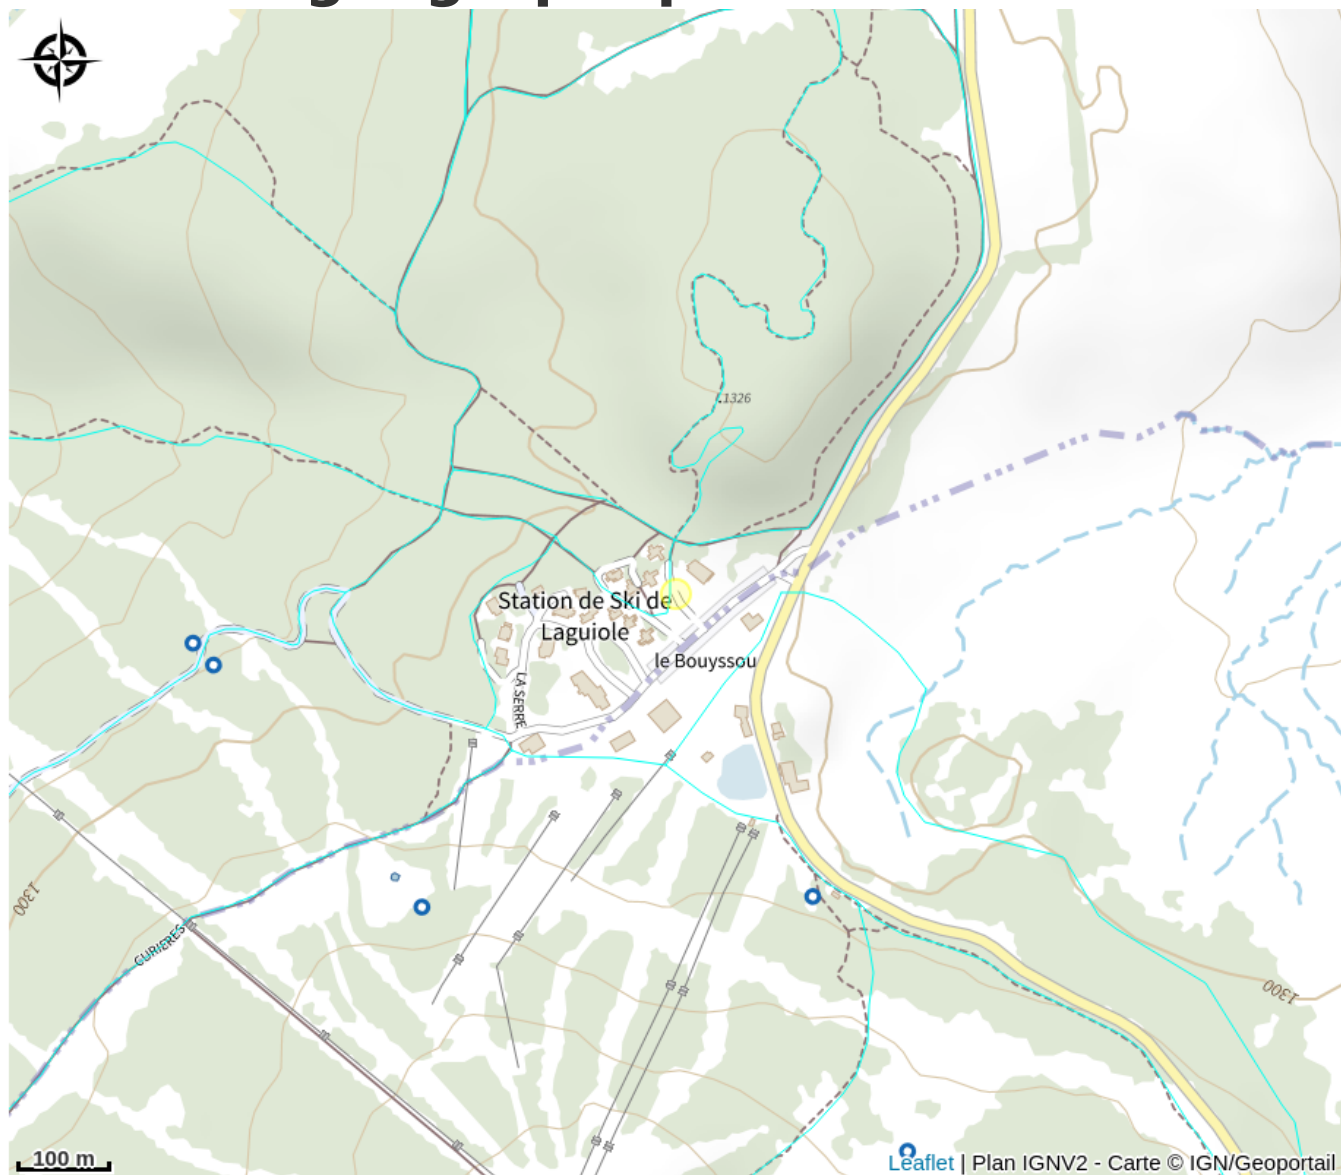 1326
Station de Ski de
Laguiole
le Bouyssou
LA SERRE
1300
CURIERES
1300
100 m
Leaflet | Plan IGNV2 - Carte © IGN/Geoportail